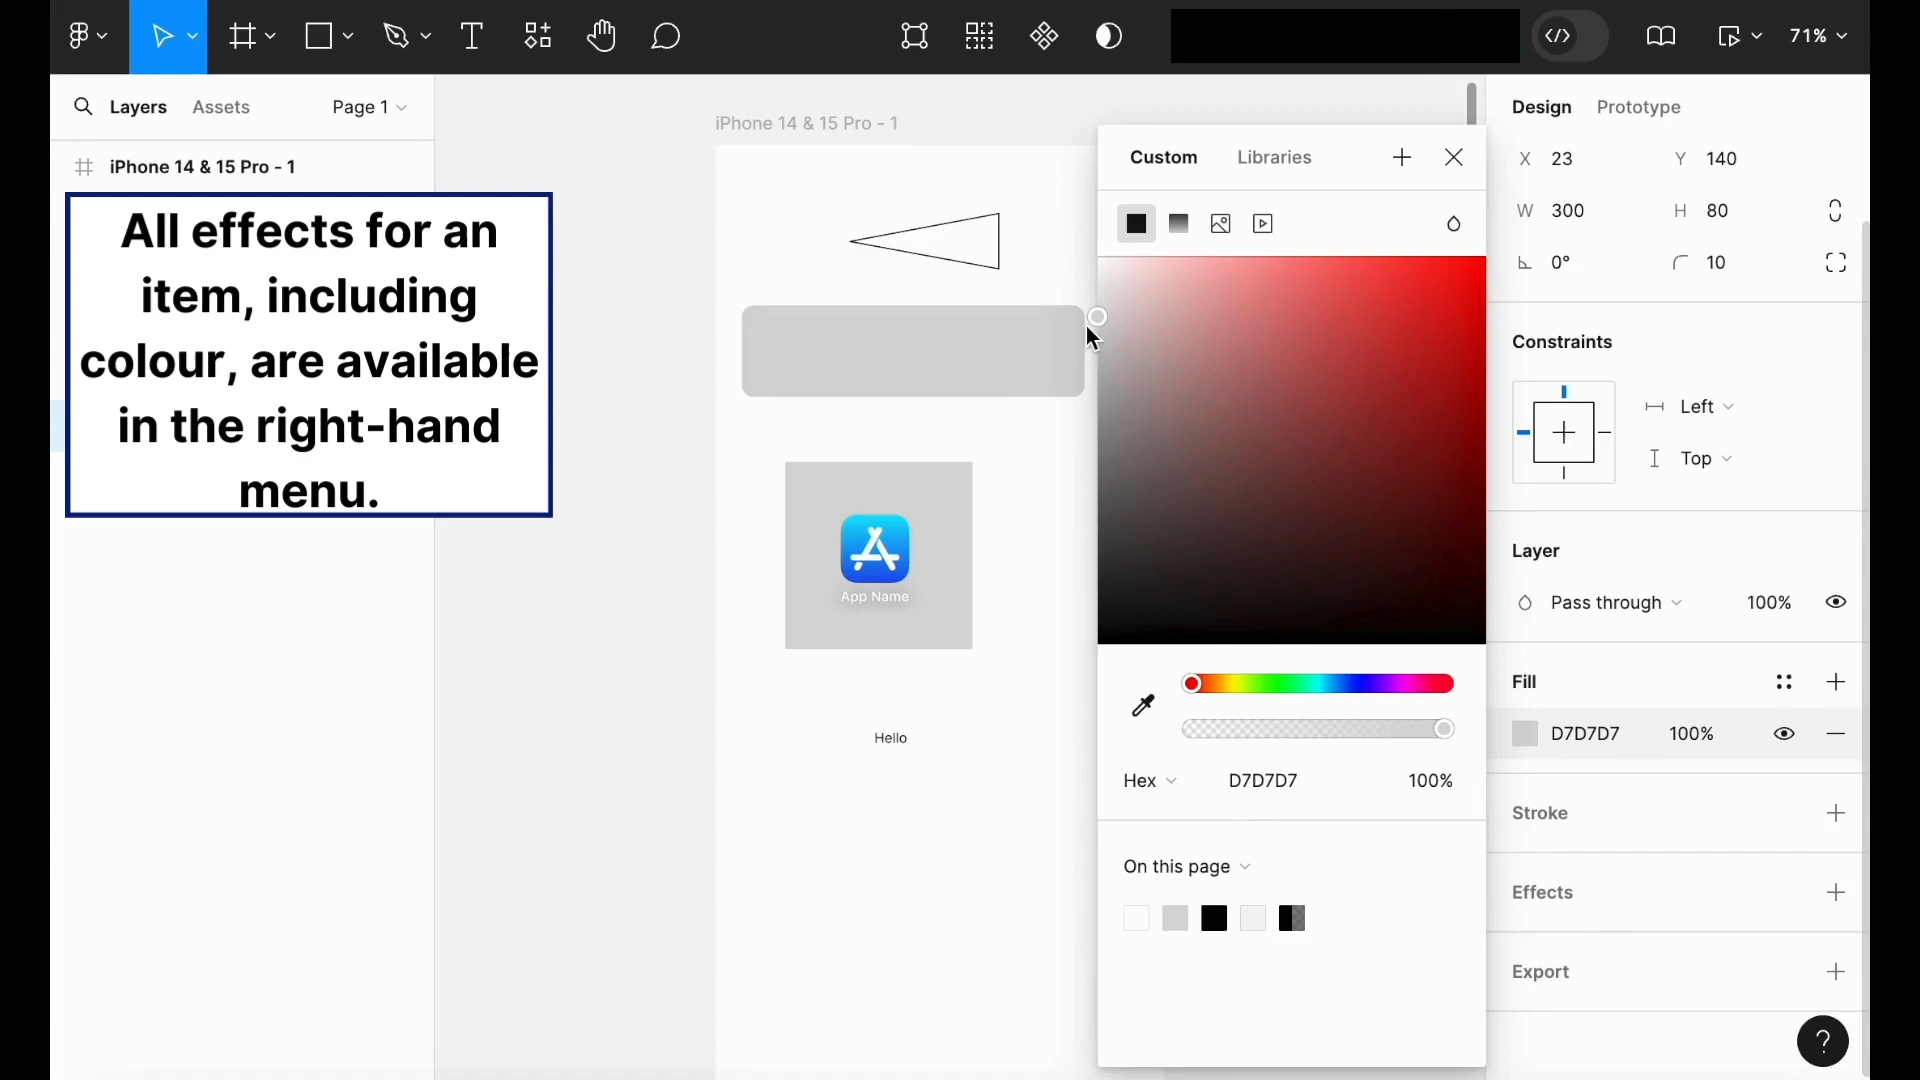 71%
Layers
Assets
Page 1
iPhone 14 & 15 Pro - 1
All effects for an
item, including
colour, are available
in the right-hand
menu.
iPhone 14 & 15 Pro - 1
App Name
Hello
Custom
Libraries
Hex
D7D7D7
100%
On this page
Design
Prototype
X 23
Y 140
W 300
H 80
0°
10
Constraints
Left
Top
Layer
Pass through
100%
Fill
D7D7D7
100%
Stroke
Effects
Export
?